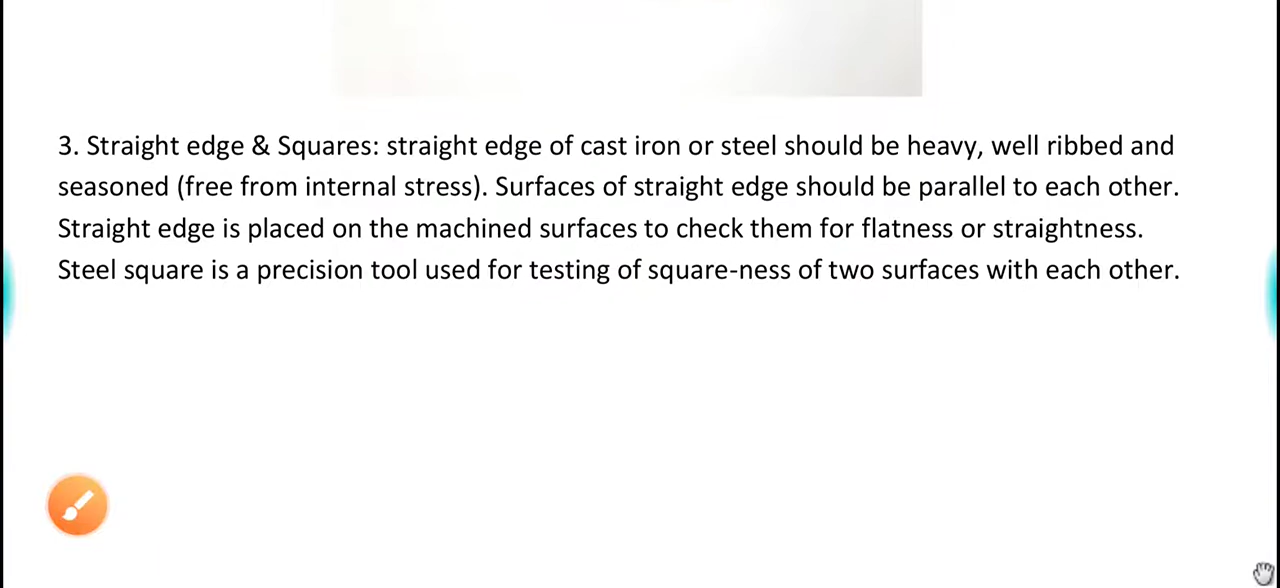 3. Straight edge & Squares: straight edge of cast iron or steel should be heavy, well ribbed and
seasoned (free from internal stress). Surfaces of straight edge should be parallel to each other.
Straight edge is placed on the machined surfaces to check them for flatness or straightness.
Steel square is a precision tool used for testing of square-ness of two surfaces with each other.